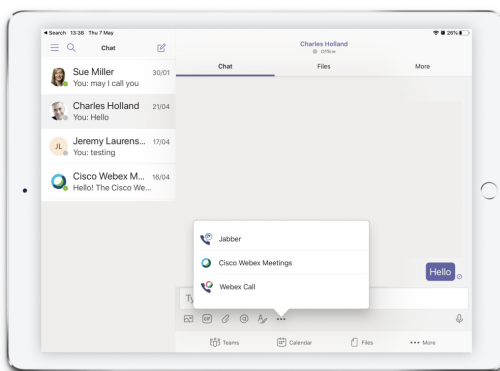 Search 13:38 Thu 7 May
26%
Chat
Charles Holland
Offline
Chat Files More
Sue Miller 30/01
You: may I call you
Charles Holland 21/04
You: Hello
JL
Jeremy Laurens... 17/04
You: testing
Cisco Webex M... 16/04
Hello! The Cisco We...
Jabber
Cisco Webex Meetings
Webex Call
Hello
Ty
GIF
Teams Calendar Files More